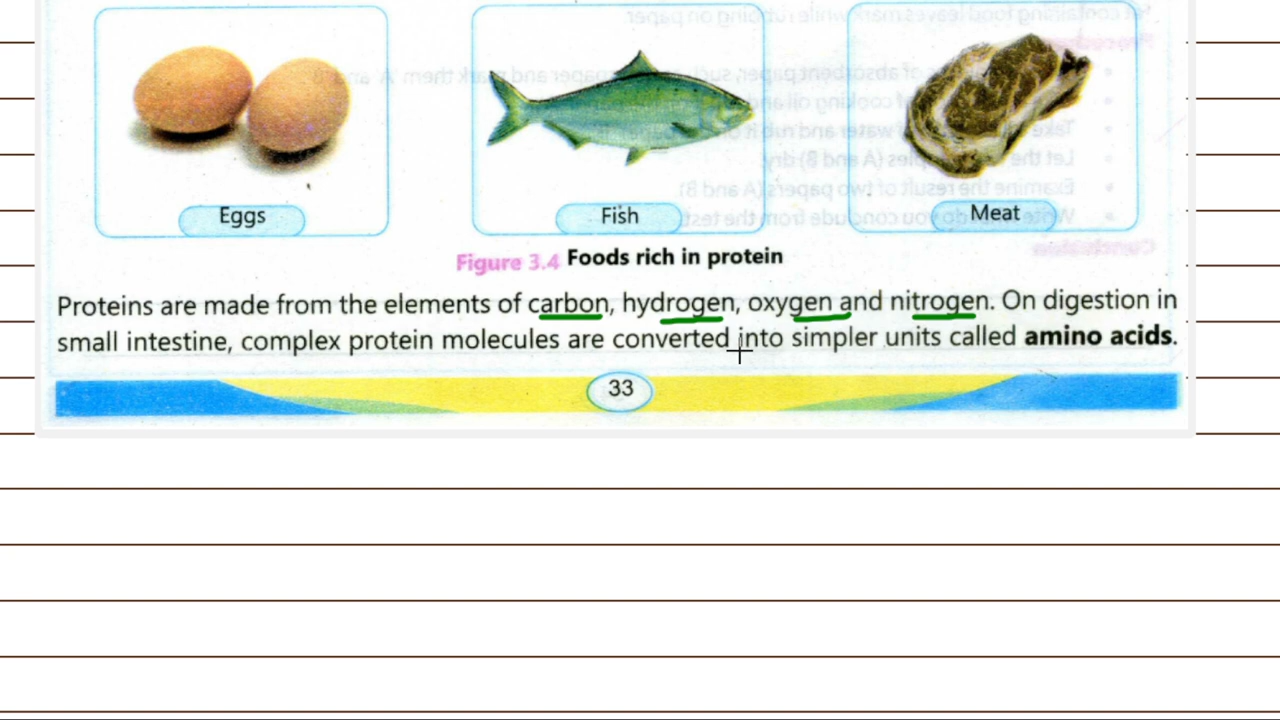 Eggs
Fish
Meat
Figure 3.4 Foods rich in protein
Proteins are made from the elements of carbon, hydrogen, oxygen and nitrogen. On digestion in
small intestine, complex protein molecules are converted into simpler units called amino acids.
33